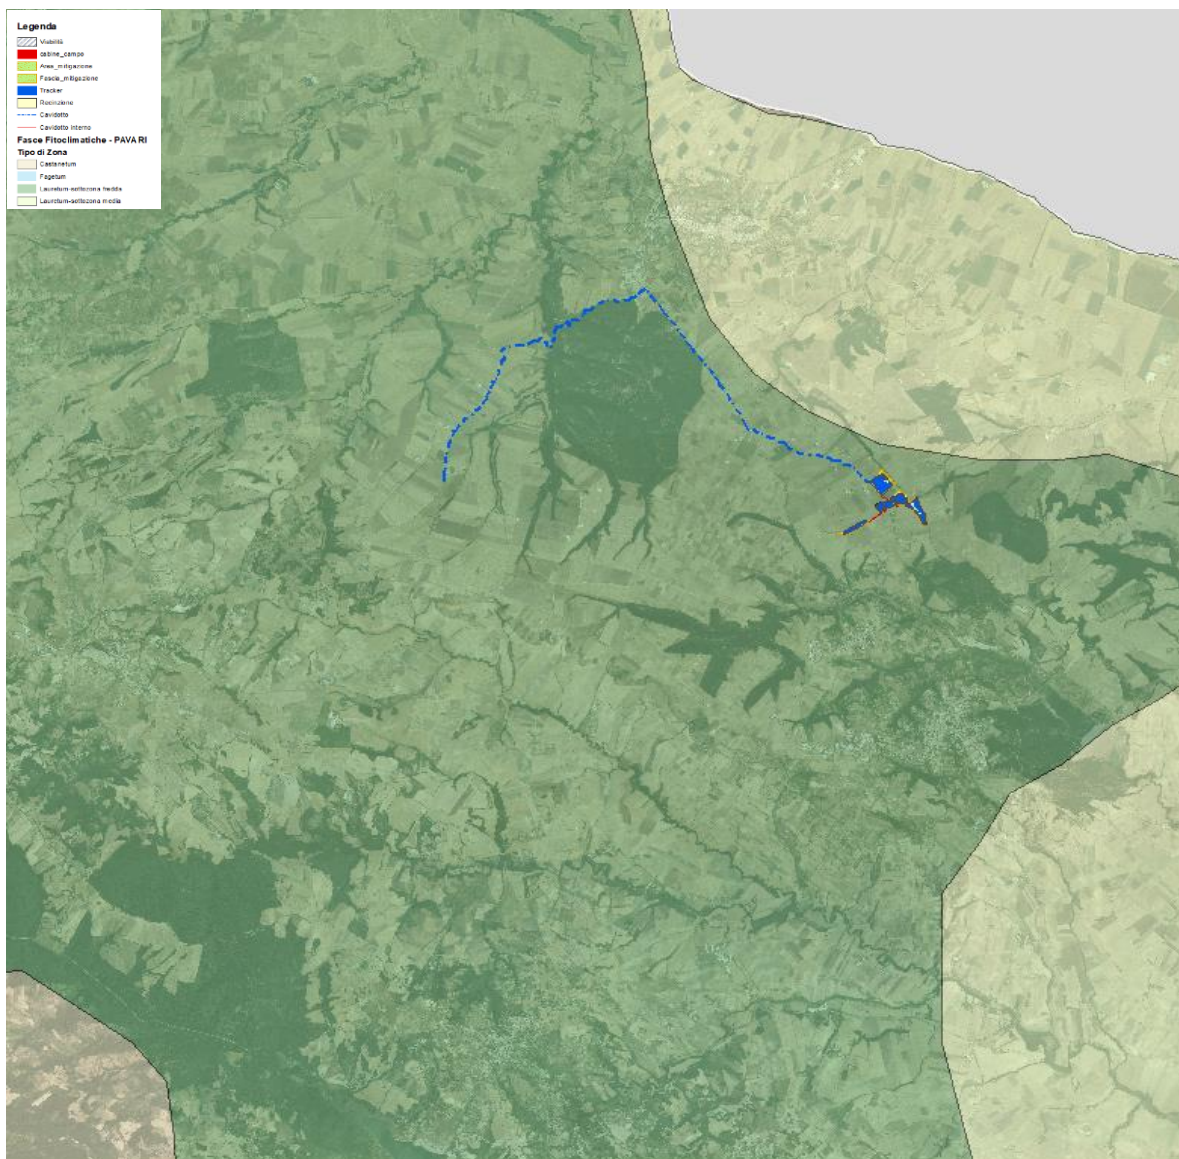 Legenda
Viabilità
cabine_campo
Area_mitigazione
Fascia_mitigazione
Tracker
Recinzione
Cavidotto
Cavidotto interno
Fasce Fitoclimatiche - PAVARI
Tipo di Zona
Castanetum
Fagetum
Lauretum-sottozona fredda
Lauretum-sottozona media